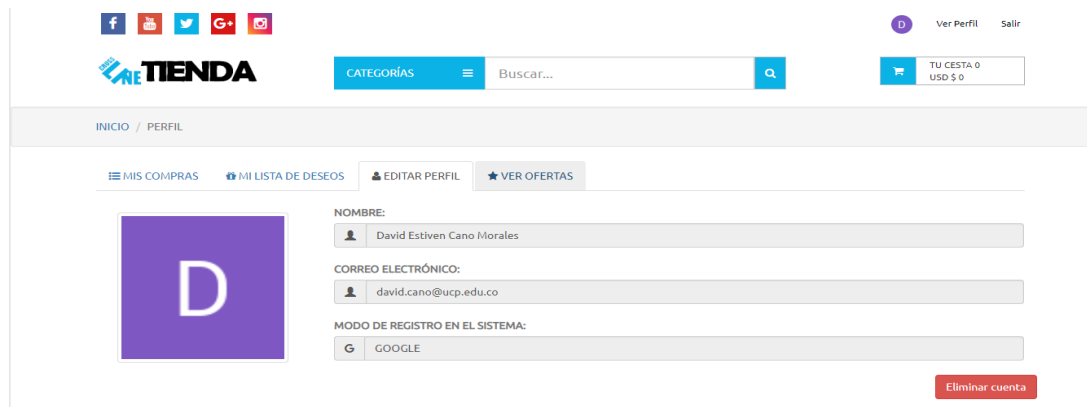 D Ver Perfil Salir
GRUPO
UNE TIENDA
CATEGORÍAS Buscar... TU CESTA 0
USD $ 0
INICIO / PERFIL
MIS COMPRAS MI LISTA DE DESEOS EDITAR PERFIL VER OFERTAS
NOMBRE:
D David Estiven Cano Morales
CORREO ELECTRÓNICO:
david.cano@ucp.edu.co
MODO DE REGISTRO EN EL SISTEMA:
G GOOGLE
Eliminar cuenta